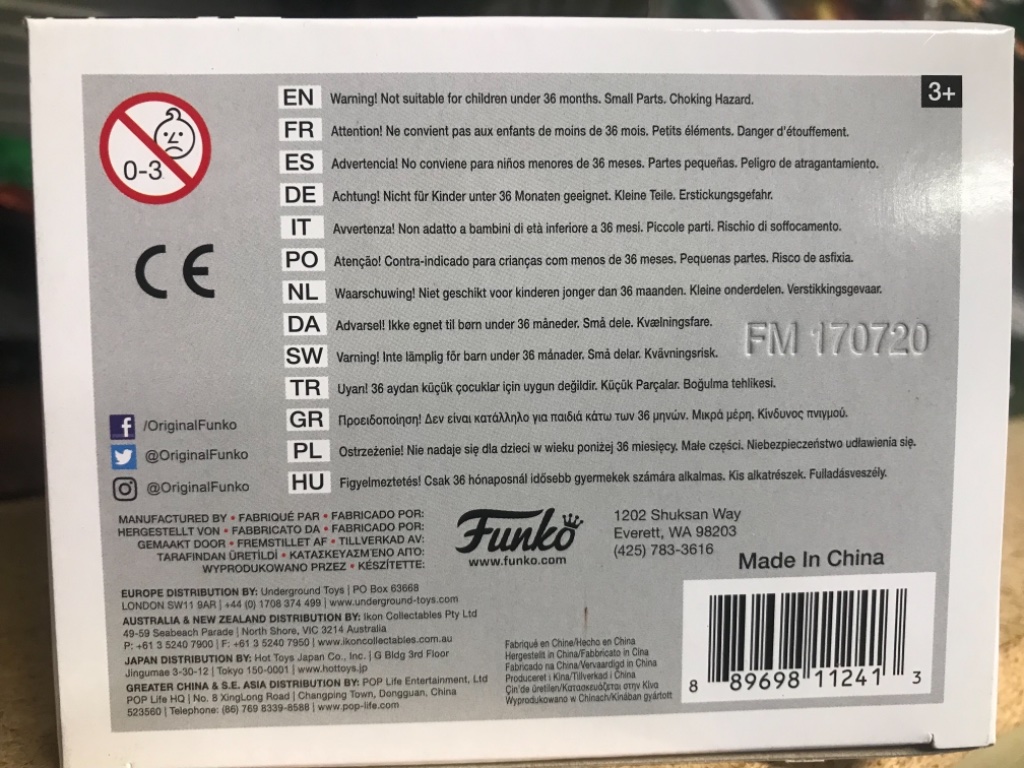 3+
0-3
CE
EN Warning! Not suitable for children under 36 months. Small Parts. Choking Hazard.
FR Attention! Ne convient pas aux enfants de moins de 36 mois. Petits éléments. Danger d'étouffement.
ES Advertencia! No conviene para niños menores de 36 meses. Partes pequeñas. Peligro de atragantamiento.
DE Achtung! Nicht für Kinder unter 36 Monaten geeignet. Kleine Teile. Erstickungsgefahr.
IT Avvertenza! Non adatto a bambini di età inferiore a 36 mesi. Piccole parti. Rischio di soffocamento.
PO Atenção! Contra-indicado para crianças com menos de 36 meses. Pequenas partes. Risco de asfixia.
NL Waarschuwing! Niet geschikt voor kinderen jonger dan 36 maanden. Kleine onderdelen. Verstikkingsgevaar.
DA Advarsel! Ikke egnet til børn under 36 måneder. Små dele. Kvælningsfare.
SW Varning! Inte lämplig för barn under 36 månader. Små delar. Kvävningsrisk.
FM 170720
TR Uyarı! 36 aydan küçük çocuklar için uygun değildir. Küçük Parçalar. Boğulma tehlikesi.
GR Προειδοποίηση! Δεν είναι κατάλληλο για παιδιά κάτω των 36 μηνών. Μικρά μέρη. Κίνδυνος πνιγμού.
PL Ostrzeżenie! Nie nadaje się dla dzieci w wieku poniżej 36 miesięcy. Małe części. Niebezpieczeństwo udławienia się.
HU Figyelmeztetés! Csak 36 hónaposnál idősebb gyermekek számára alkalmas. Kis alkatrészek. Fulladásveszély.
/OriginalFunko
@OriginalFunko
@OriginalFunko
MANUFACTURED BY • FABRIQUÉ PAR • FABRICADO POR:
HERGESTELLT VON • FABBRICATO DA • FABRICADO POR:
GEMAAKT DOOR • FREMSTILLET AF • TILLVERKAD AV:
TARAFINDAN ÜRETİLDİ • ΚΑΤΑΣΚΕΥΑΣΜΈΝΟ ΑΠΌ:
WYPRODUKOWANO PRZEZ • KÉSZÍTETTE:
Funko
www.funko.com
1202 Shuksan Way
Everett, WA 98203
(425) 783-3616
Made In China
EUROPE DISTRIBUTION BY: Underground Toys | PO Box 63668
LONDON SW11 9AR | +44 (0) 1708 374 499 | www.underground-toys.com
AUSTRALIA & NEW ZEALAND DISTRIBUTION BY: Ikon Collectables Pty Ltd
49-59 Seabeach Parade | North Shore, VIC 3214 Australia
P: +61 3 5240 7900 | F: +61 3 5240 7950 | www.ikoncollectables.com.au
JAPAN DISTRIBUTION BY: Hot Toys Japan Co., Inc. | G Bldg 3rd Floor
Jingumae 3-30-12 | Tokyo 150-0001 | www.hottoys.jp
GREATER CHINA & S.E. ASIA DISTRIBUTION BY: POP Life Entertainment, Ltd
POP Life HQ | No. 8 XingLong Road | Changping Town, Dongguan, China
523560 | Telephone: (86) 769 8339-8588 | www.pop-life.com
Fabriqué en China/Hecho en China
Hergestellt in China/Fabbricato in Cina
Fabricado na China/Vervaardigd in China
Produceret i Kina/Tillverkad i China
Çin'de üretilen/Κατασκευάζεται στην Κίνα
Wyprodukowano w Chinach/Kínában gyártott
8 89698 11241 3